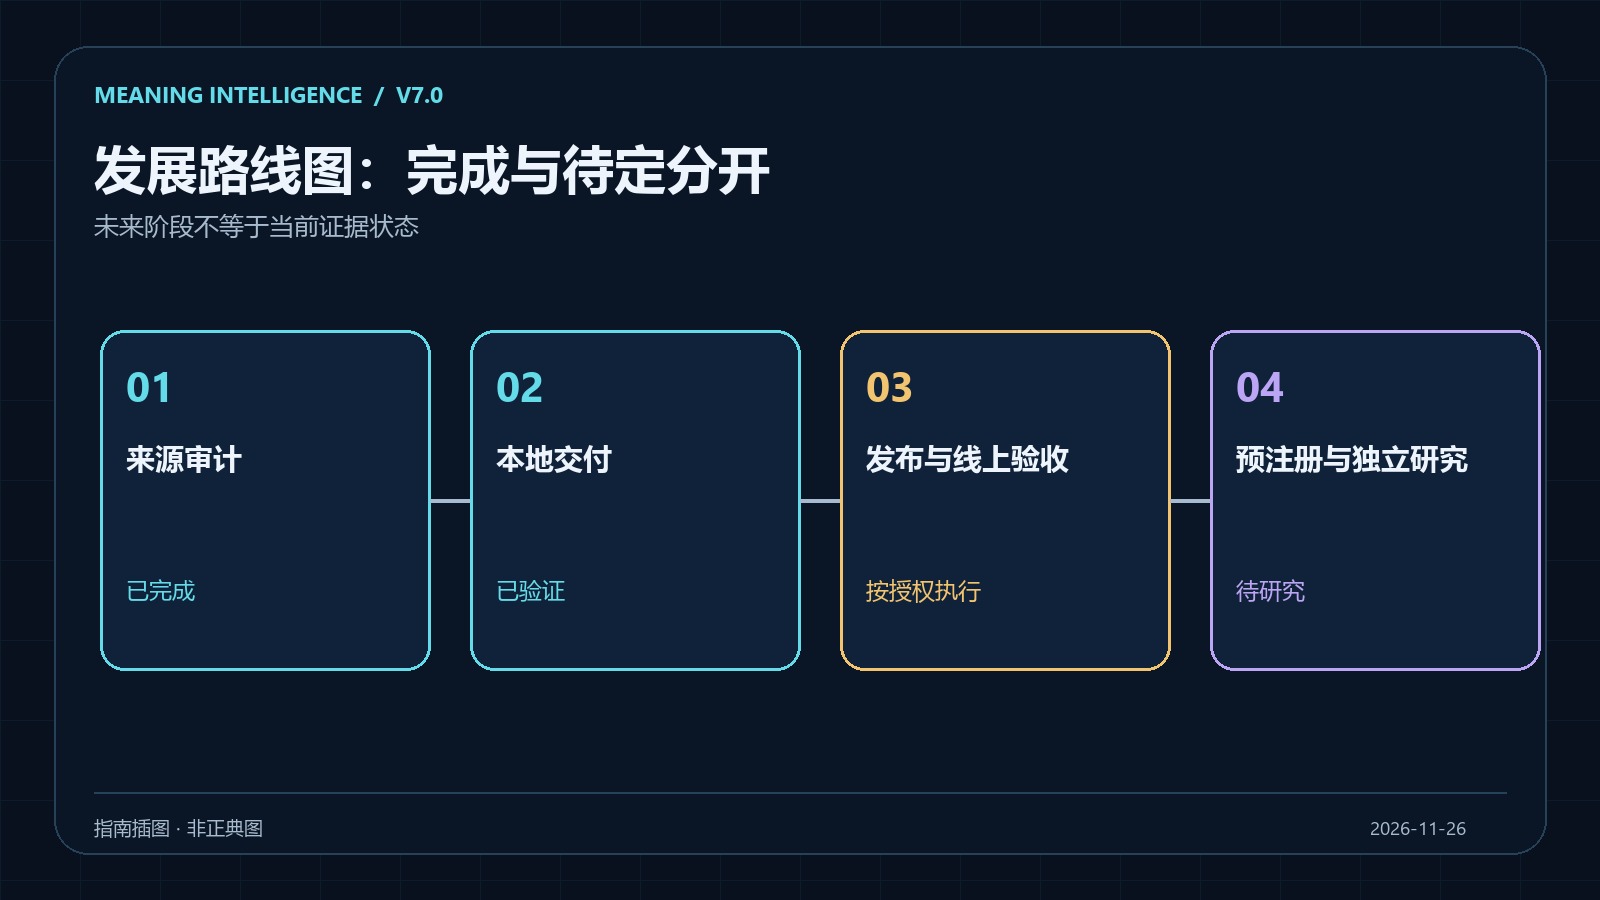 MEANING INTELLIGENCE / V7.0
发展路线图：完成与待定分开
未来阶段不等于当前证据状态
01
来源审计
已完成
02
本地交付
已验证
03
发布与线上验收
按授权执行
04
预注册与独立研究
待研究
指南插图 · 非正典图
2026-11-26